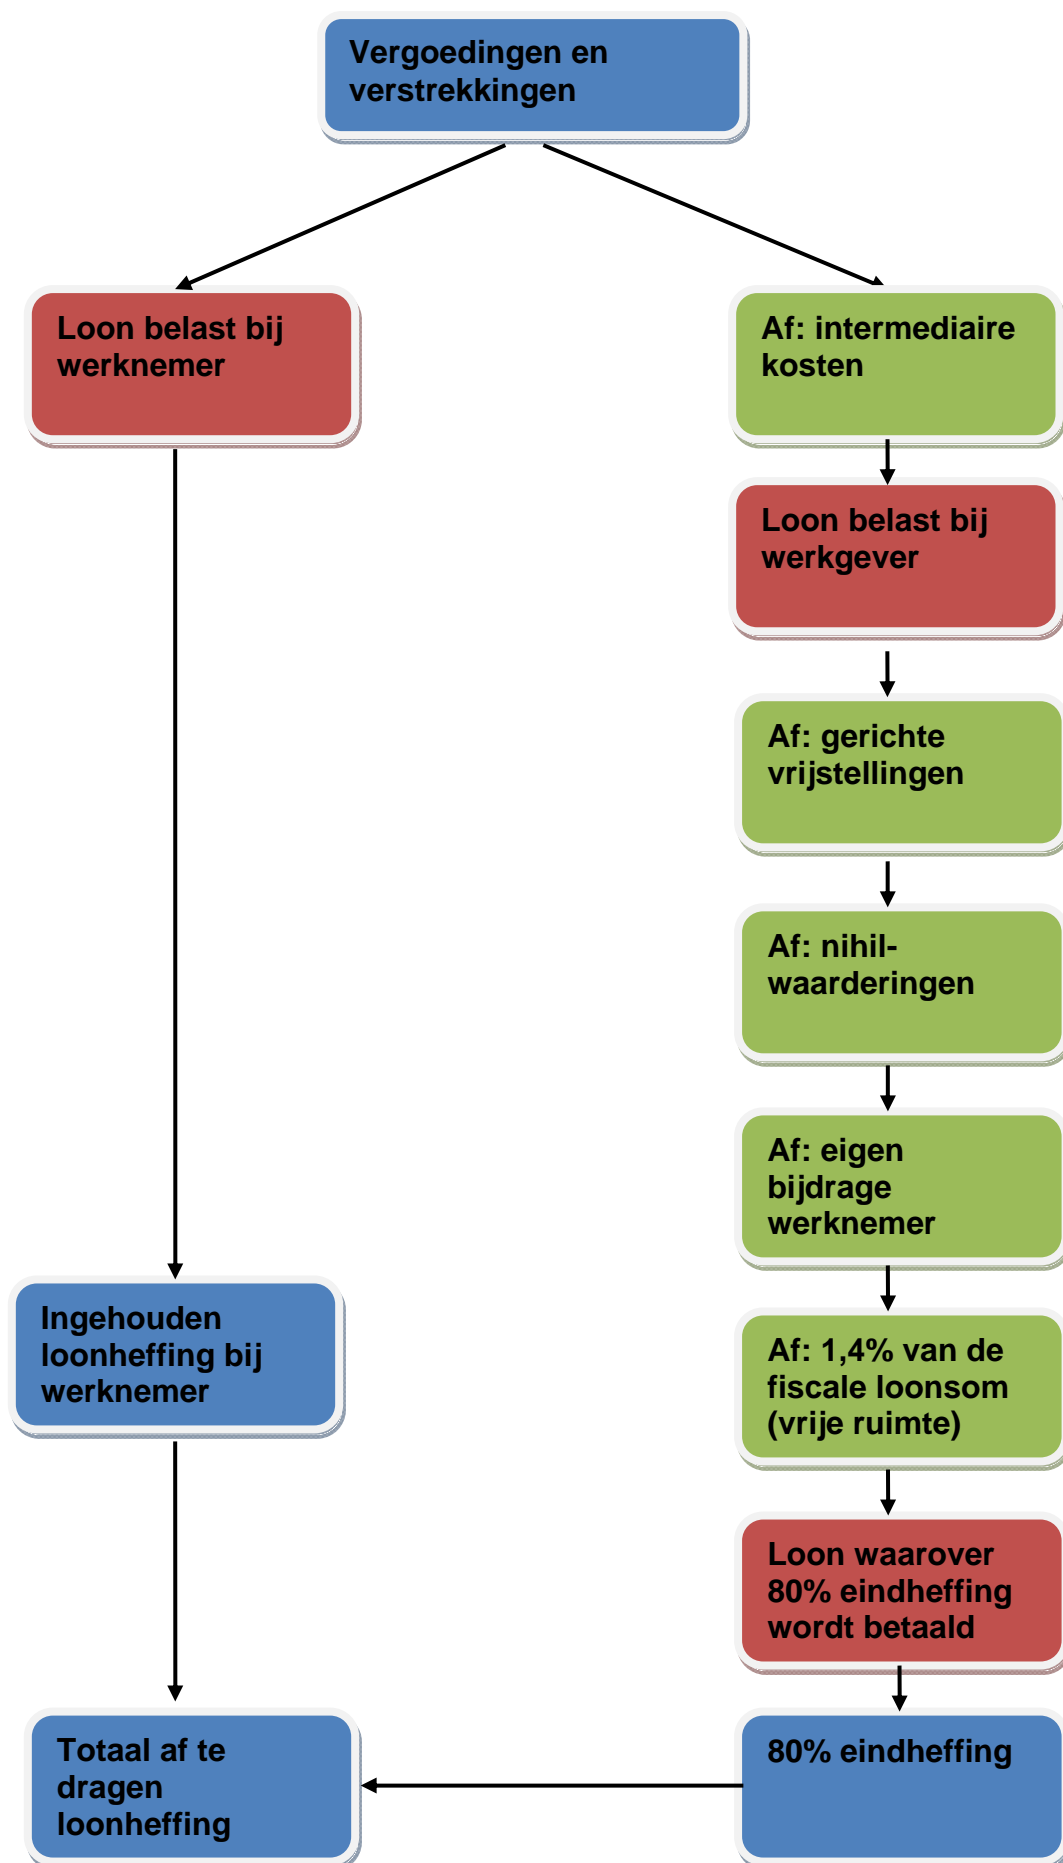 Vergoedingen en
verstrekkingen
Loon belast bij
werknemer
Af: intermediaire
kosten
Loon belast bij
werkgever
Af: gerichte
vrijstellingen
Af: nihil-
waarderingen
Af: eigen
bijdrage
werknemer
Ingehouden
loonheffing bij
werknemer
Af: 1,4% van de
fiscale loonsom
(vrije ruimte)
Loon waarover
80% eindheffing
wordt betaald
Totaal af te
dragen
loonheffing
80% eindheffing